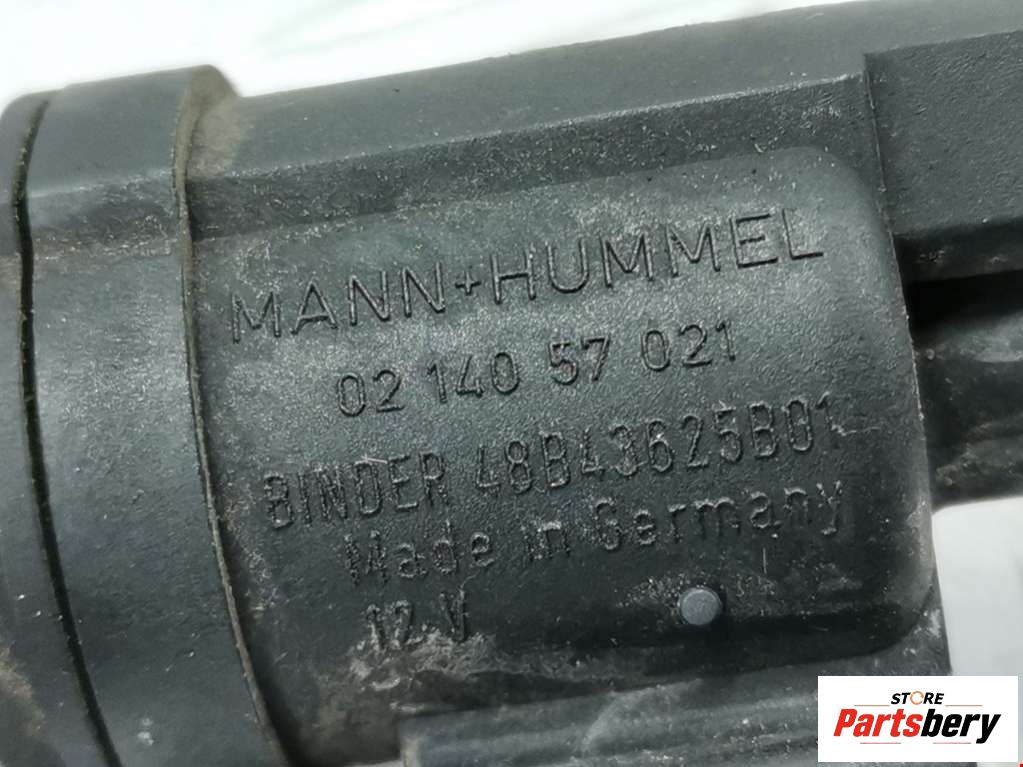 MANN+HUMMEL
02 140 57 021
BINDER 48B43625B01
Made in Germany
12 V
STORE
Partsbery